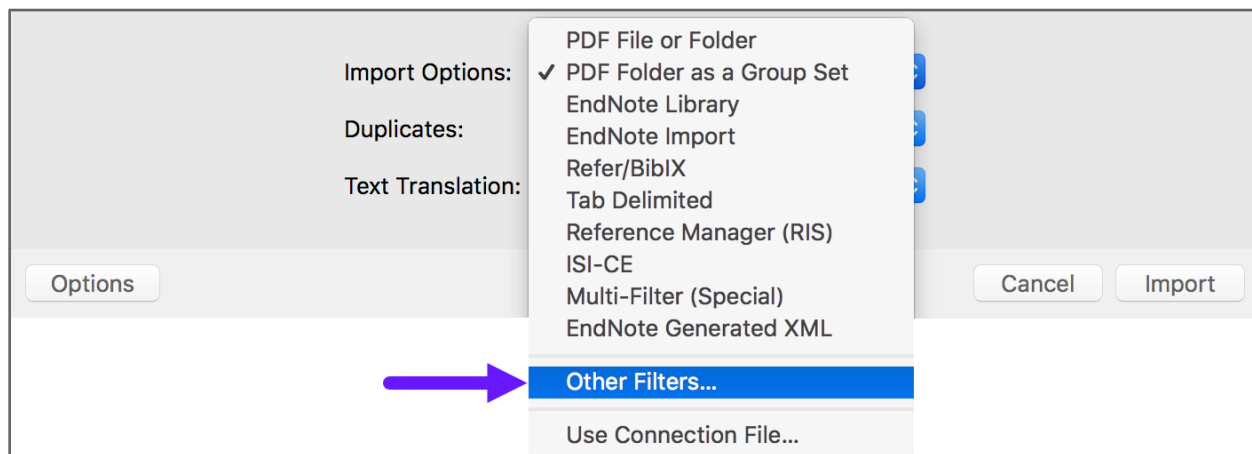 PDF File or Folder
Import Options: ✓ PDF Folder as a Group Set
EndNote Library
Duplicates: EndNote Import
Refer/BibIX
Text Translation: Tab Delimited
Reference Manager (RIS)
ISI-CE
Options Multi-Filter (Special) Cancel Import
EndNote Generated XML
Other Filters...
Use Connection File...